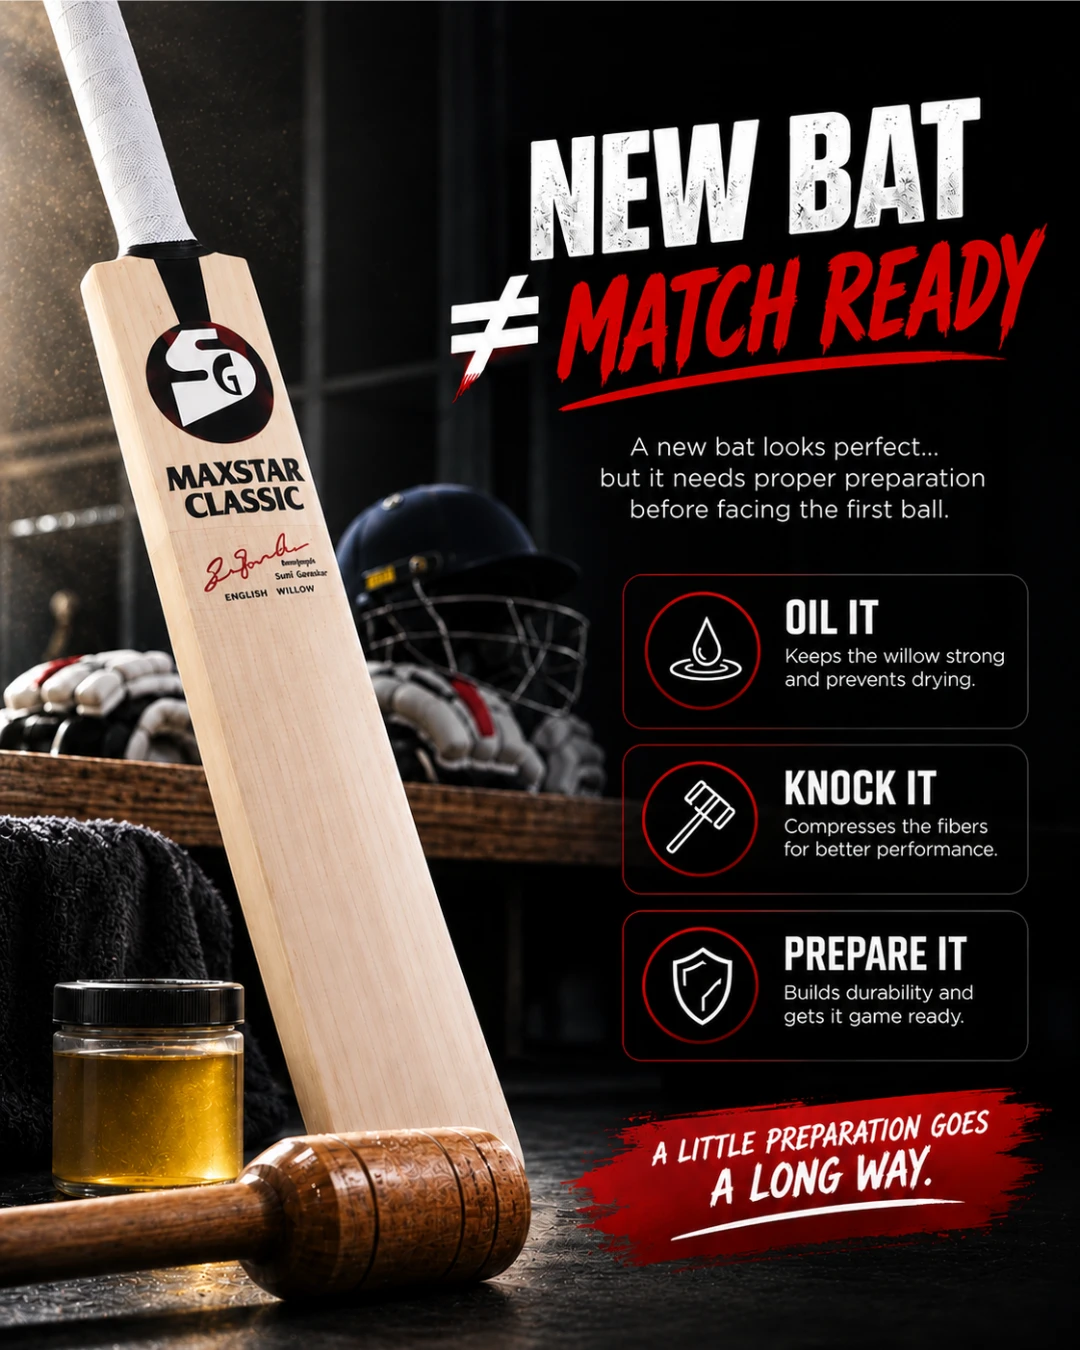 NEW BAT
≠ MATCH READY
A new bat looks perfect...
but it needs proper preparation
before facing the first ball.
OIL IT
Keeps the willow strong
and prevents drying.
KNOCK IT
Compresses the fibers
for better performance.
PREPARE IT
Builds durability and
gets it game ready.
A LITTLE PREPARATION GOES
A LONG WAY.
SG
MAXSTAR
CLASSIC
Suni Gavaskar
ENGLISH WILLOW